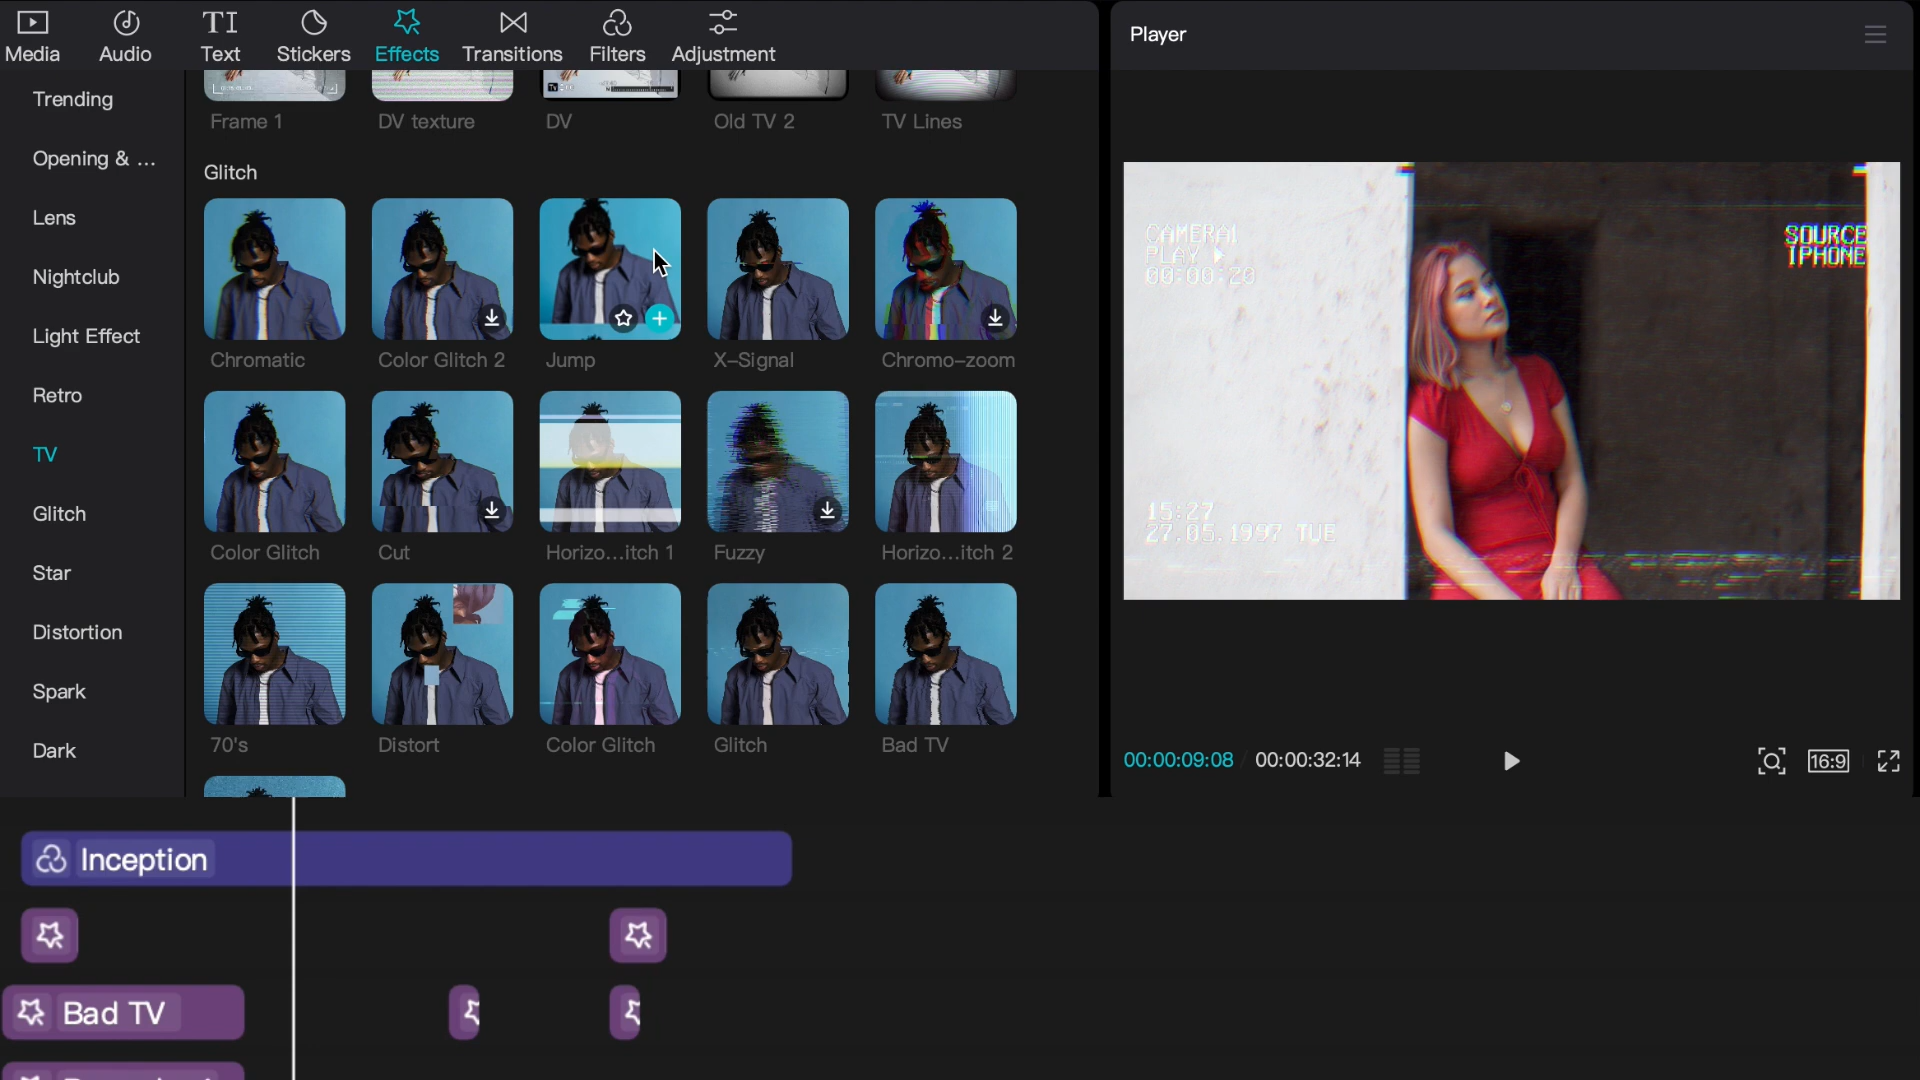 Media
Audio
TI
Text
Stickers
Effects
Transitions
Filters
Adjustment
Player
Trending
Opening & ...
Lens
Nightclub
Light Effect
Retro
TV
Glitch
Star
Distortion
Spark
Dark
Frame 1
DV texture
DV
Old TV 2
TV Lines
Glitch
Chromatic
Color Glitch 2
Jump
X-Signal
Chromo-zoom
Color Glitch
Cut
Horizo...itch 1
Fuzzy
Horizo...itch 2
70's
Distort
Color Glitch
Glitch
Bad TV
CAMERA1
PLAY
00:00:20
SOURCE
IPHONE
15:27
27.05.1997 TUE
00:00:09:08 / 00:00:32:14
16:9
Inception
Bad TV